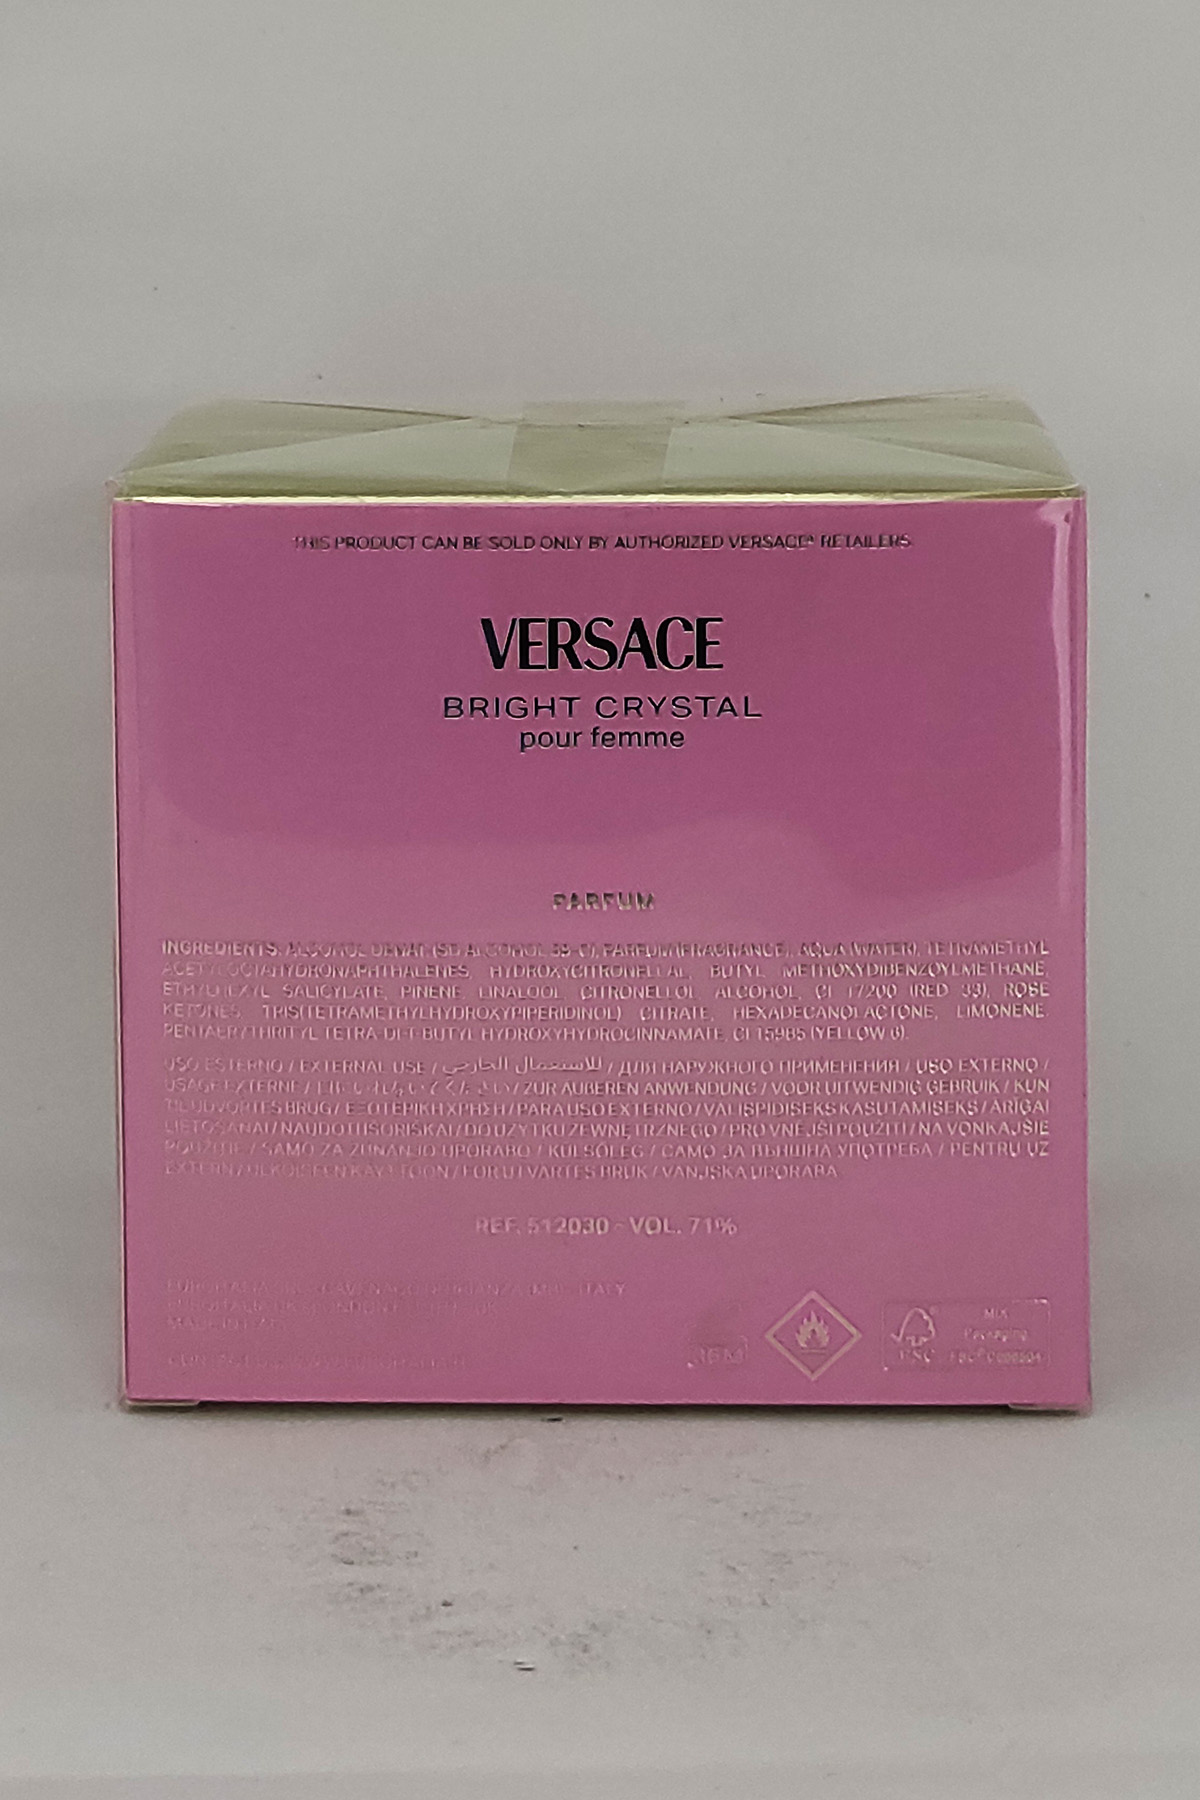 THIS PRODUCT CAN BE SOLD ONLY BY AUTHORIZED VERSACE® RETAILERS
VERSACE
BRIGHT CRYSTAL
pour femme
PARFUM
INGREDIENTS: ALCOHOL DENAT. (SD ALCOHOL 39-C), PARFUM (FRAGRANCE), AQUA (WATER), TETRAMETHYL
ACETYLOCTAHYDRONAPHTHALENES, HYDROXYCITRONELLAL, BUTYL METHOXYDIBENZOYLMETHANE,
ETHYLHEXYL SALICYLATE, PINENE, LINALOOL, CITRONELLOL, ALCOHOL, CI 17200 (RED 33), ROSE
KETONES, TRIS(TETRAMETHYLHYDROXYPIPERIDINOL) CITRATE, HEXADECANOLACTONE, LIMONENE,
PENTAERYTHRITYL TETRA-DI-T-BUTYL HYDROXYHYDROCINNAMATE, CI 15985 (YELLOW 6).
USO ESTERNO / EXTERNAL USE / للاستعمال الخارجي / ДЛЯ НАРУЖНОГО ПРИМЕНЕНИЯ / USO EXTERNO /
USAGE EXTERNE / ZUR ÄUßEREN ANWENDUNG / VOOR UITWENDIG GEBRUIK / KUN
TIL UDVORTES BRUG / ΕΞΩΤΕΡΙΚΗ ΧΡΗΣΗ / PARA USO EXTERNO / VÄLISPIDISEKS KASUTAMISEKS / ĀRĪGAI
LIETOŠANAI / NAUDOTI IŠORIŠKAI / DO UŻYTKU ZEWNĘTRZNEGO / PRO VNĚJŠÍ POUŽITÍ / NA VONKAJŠIE
POUŽITIE / SAMO ZA ZUNANJO UPORABO / KÜLSŐLEG / САМО ЗА ВЪНШНА УПОТРЕБА / PENTRU UZ
EXTERN / ULKOISEEN KÄYTTÖÖN / FÖR UTVÄRTES BRUK / VANJSKA UPORABA
REF. 512030 - VOL. 71%
ITALY
36 M
FSC
MIX
Packaging